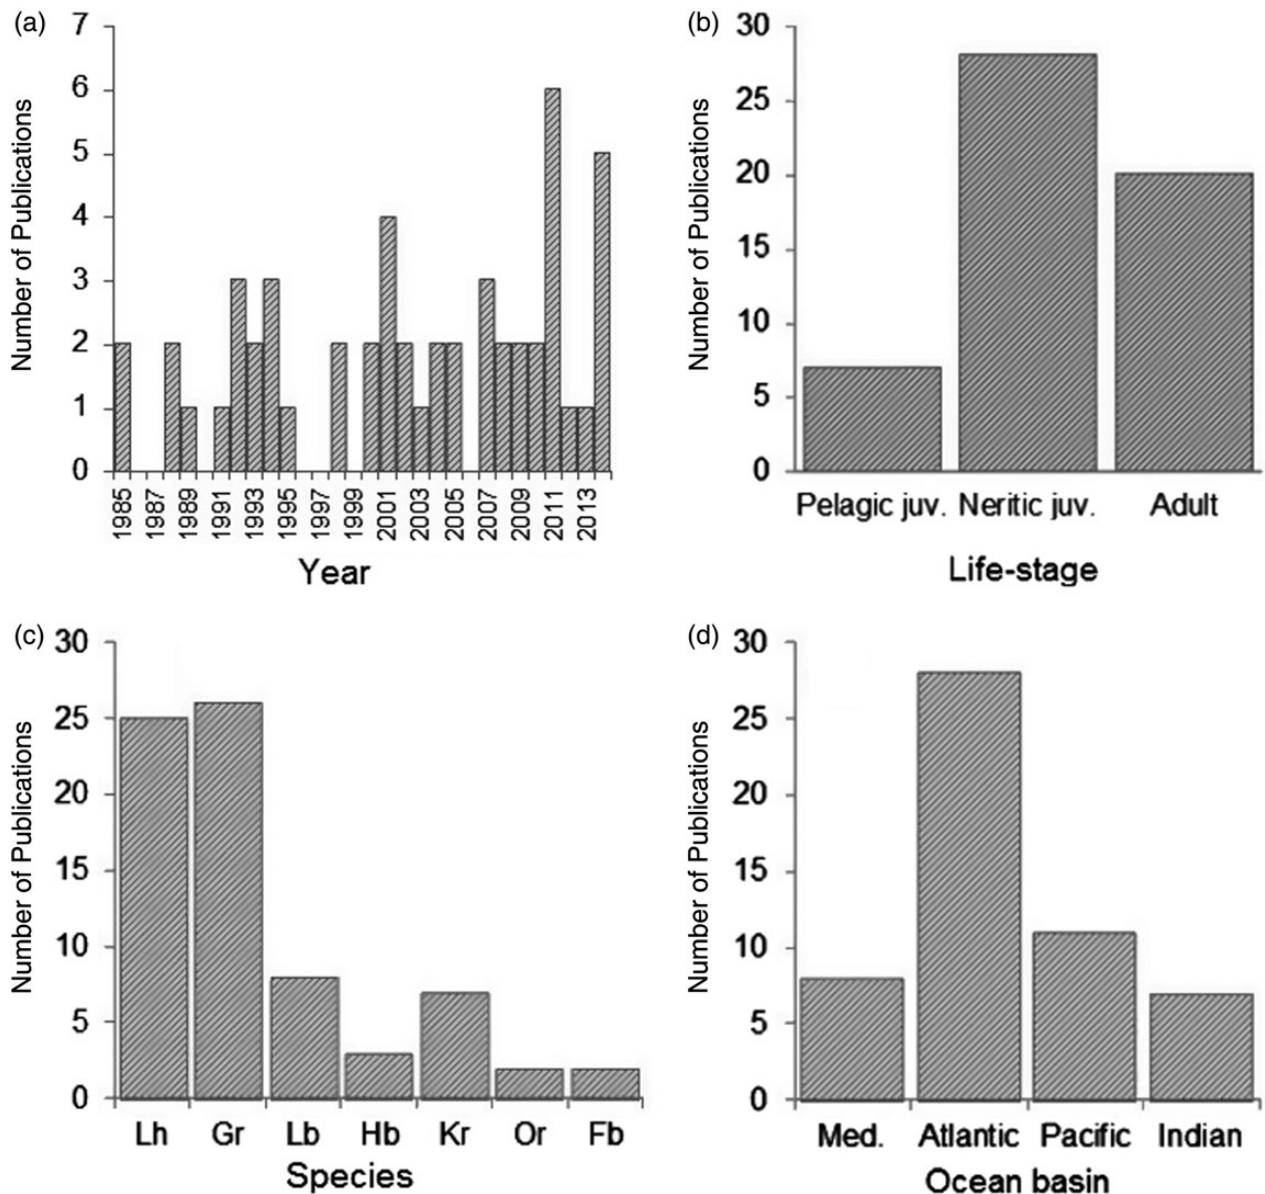 (a)
Number of Publications
7
6
5
4
3
2
1
0
1985 1987 1989 1991 1993 1995 1997 1999 2001 2003 2005 2007 2009 2011 2013
Year
(b)
Number of Publications
30
25
20
15
10
5
0
Pelagic juv. Neritic juv. Adult
Life-stage
(c)
Number of Publications
30
25
20
15
10
5
0
Lh Gr Lb Hb Kr Or Fb
Species
(d)
Number of Publications
30
25
20
15
10
5
0
Med. Atlantic Pacific Indian
Ocean basin